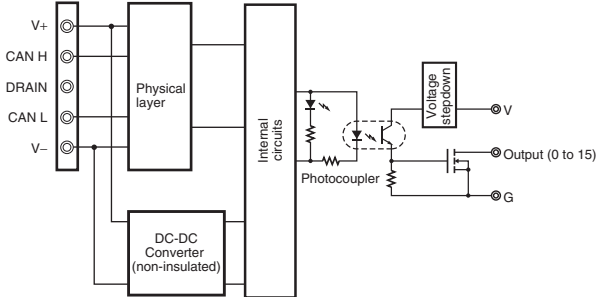 V+
CAN H
DRAIN
CAN L
V−
Physical
layer
DC-DC
Converter
(non-insulated)
Internal
circuits
Photocoupler
Voltage
stepdown
V
Output (0 to 15)
G